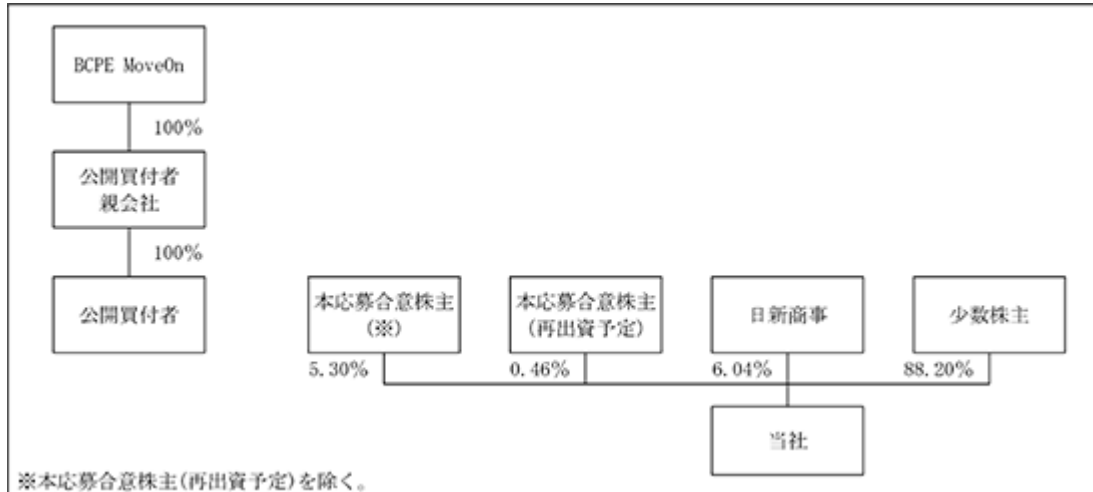 BCPE MoveOn
100%
公開買付者
親会社
100%
公開買付者
本応募合意株主
(※)
本応募合意株主
(再出資予定)
日新商事
少数株主
5.30%
0.46%
6.04%
88.20%
当社
※本応募合意株主(再出資予定)を除く。